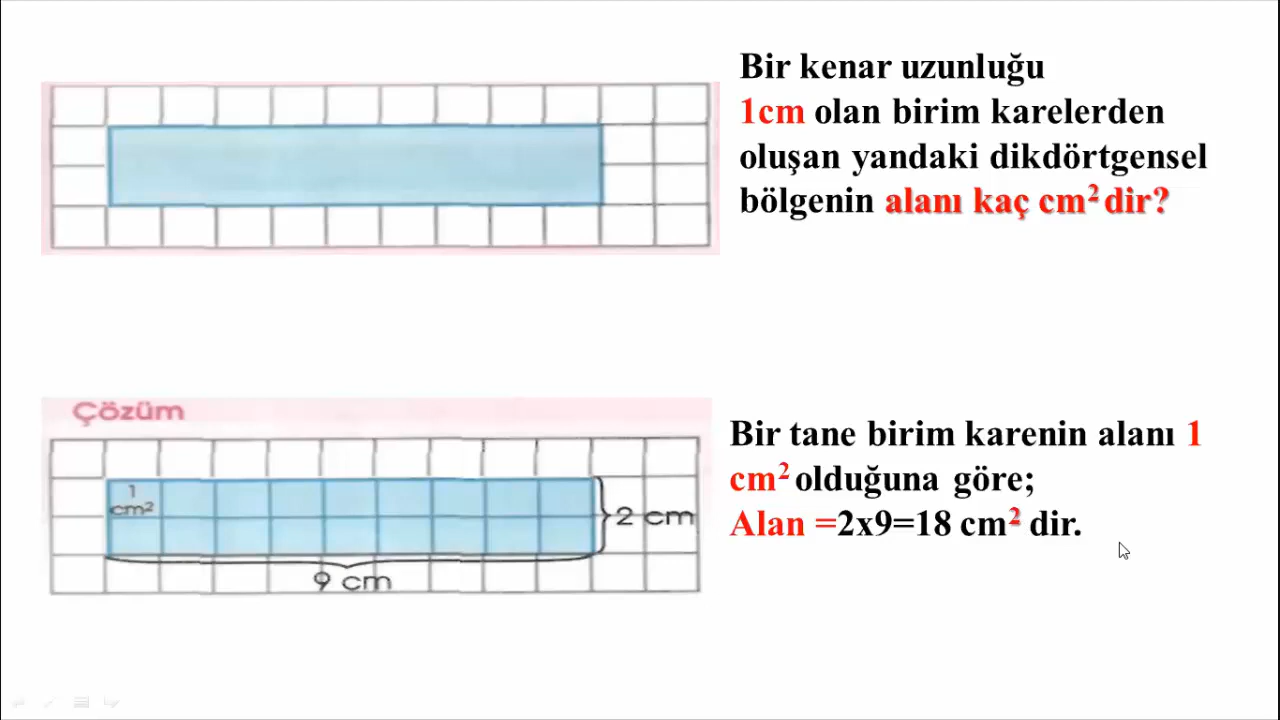 Bir kenar uzunluğu
1cm olan birim karelerden
oluşan yandaki dikdörtgensel
bölgenin alanı kaç cm² dir?
Çözüm
1
cm²
2 cm
9 cm
Bir tane birim karenin alanı 1
cm² olduğuna göre;
Alan =2x9=18 cm² dir.